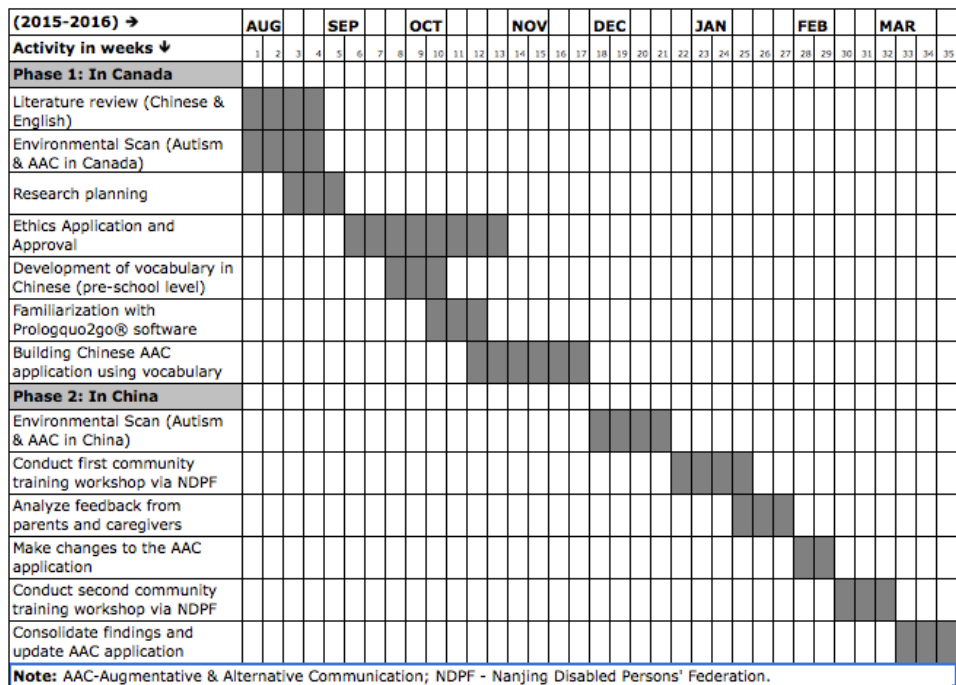 (2015-2016) → AUG SEP OCT NOV DEC JAN FEB MAR
Activity in weeks ↓ 1 2 3 4 5 6 7 8 9 10 11 12 13 14 15 16 17 18 19 20 21 22 23 24 25 26 27 28 29 30 31 32 33 34 35
Phase 1: In Canada
Literature review (Chinese &
English)
Environmental Scan (Autism
& AAC in Canada)
Research planning
Ethics Application and
Approval
Development of vocabulary in
Chinese (pre-school level)
Familiarization with
Prologquo2go® software
Building Chinese AAC
application using vocabulary
Phase 2: In China
Environmental Scan (Autism
& AAC in China)
Conduct first community
training workshop via NDPF
Analyze feedback from
parents and caregivers
Make changes to the AAC
application
Conduct second community
training workshop via NDPF
Consolidate findings and
update AAC application
Note: AAC-Augmentative & Alternative Communication; NDPF - Nanjing Disabled Persons' Federation.